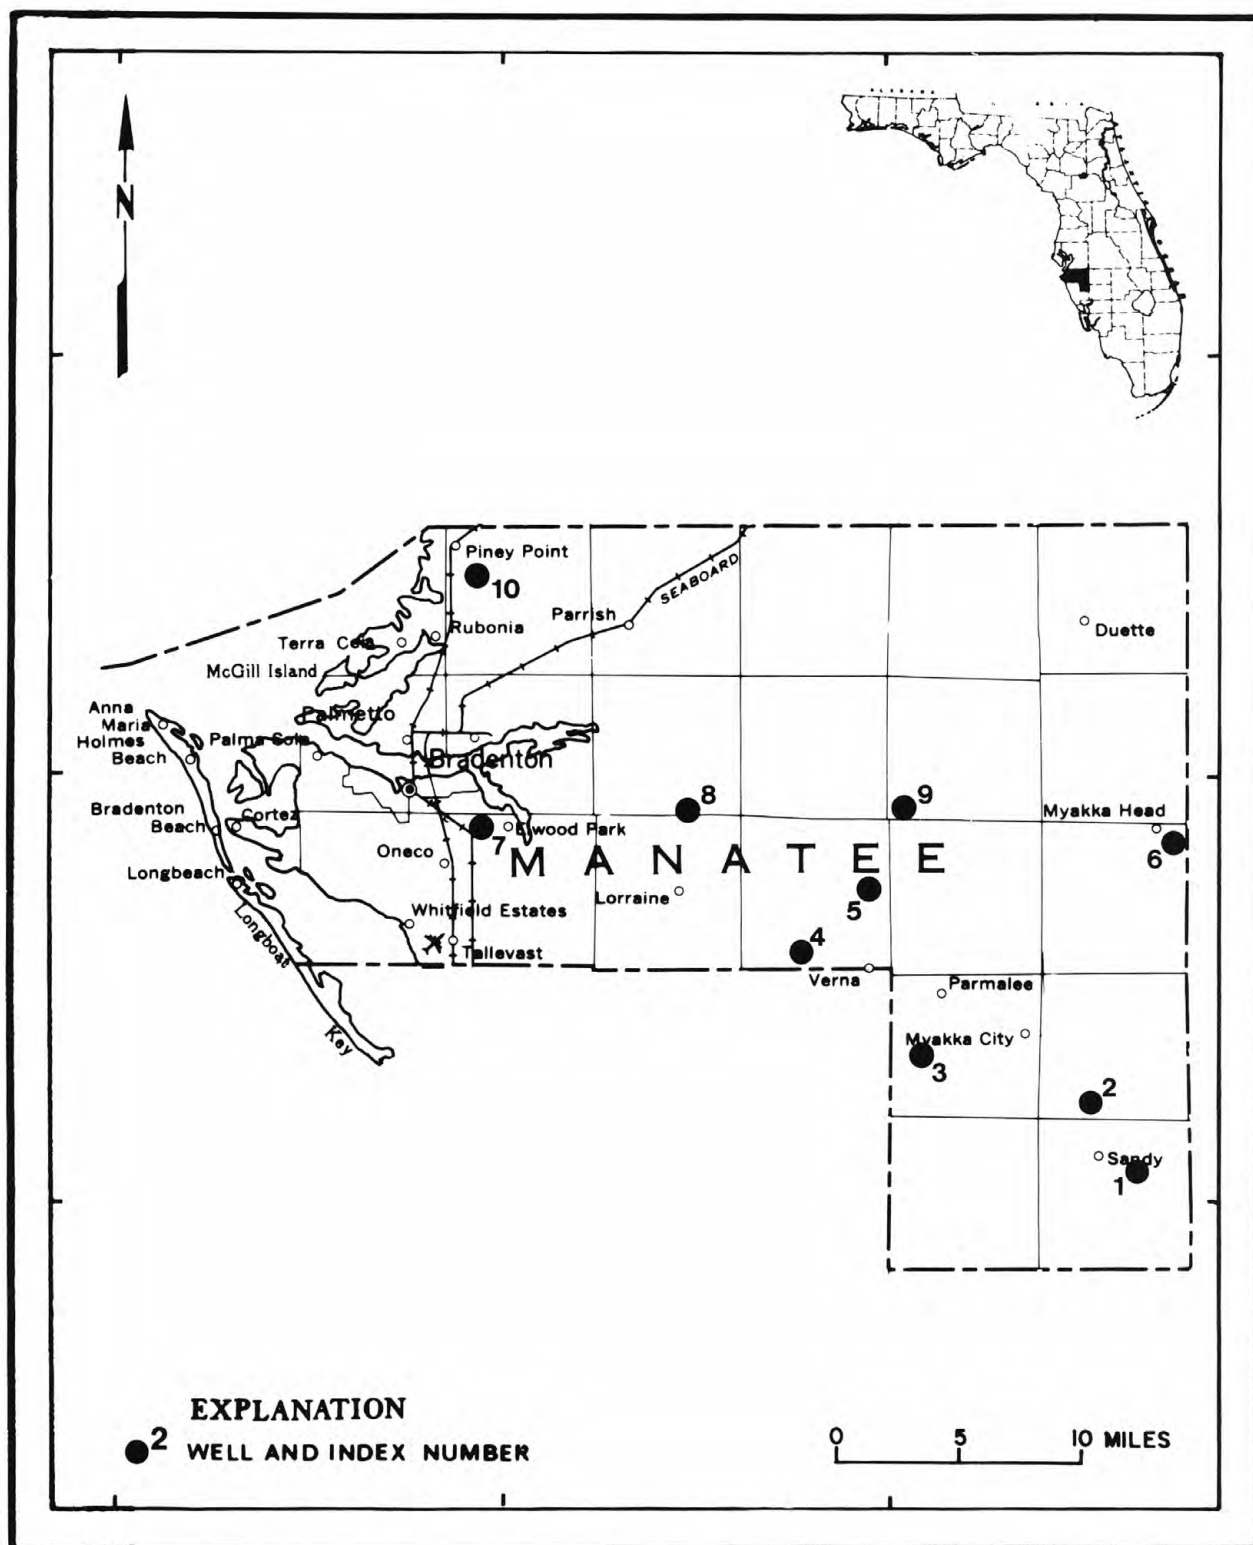 N
Piney Point
10
SEABOARD
Parrish
Duette
Rubonia
Terra Ceia
McGill Island
Anna
Maria
Palmetto
Holmes
Beach
Palma Sola
Bradenton
8
9
Bradenton
Beach
Cortez
Myakka Head
7
Elwood Park
6
Oneco
MANATEE
Longbeach
Lorraine
5
Longboat
Key
Whitfield Estates
4
Tallevast
Verna
Parmalee
Myakka City
3
2
Sandy
1
EXPLANATION
2 WELL AND INDEX NUMBER
0 5 10 MILES